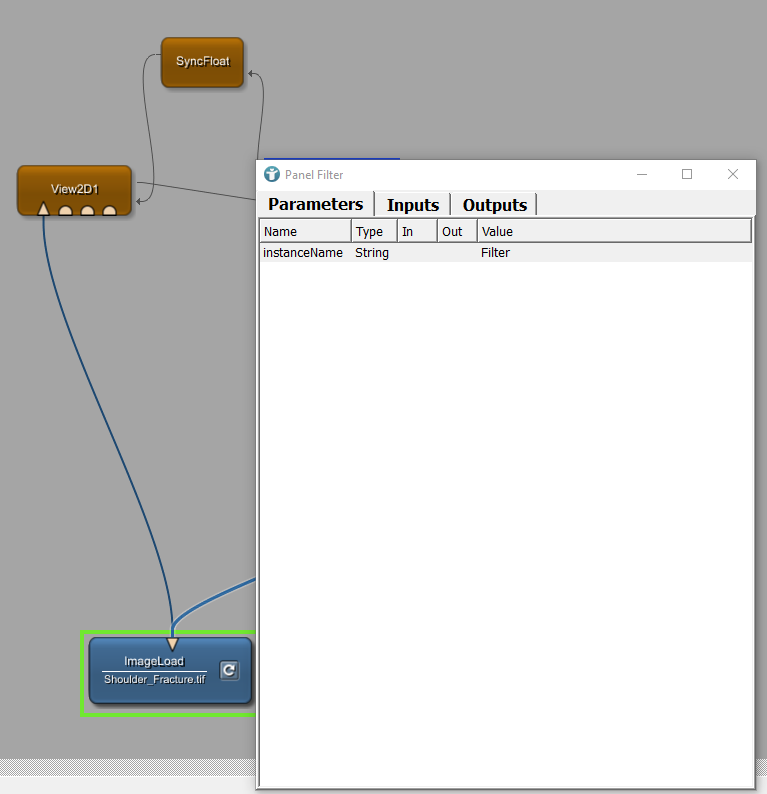 SyncFloat
View2D1
Panel Filter
Parameters Inputs Outputs
Name Type In Out Value
instanceName String Filter
ImageLoad
Shoulder_Fracture.tif